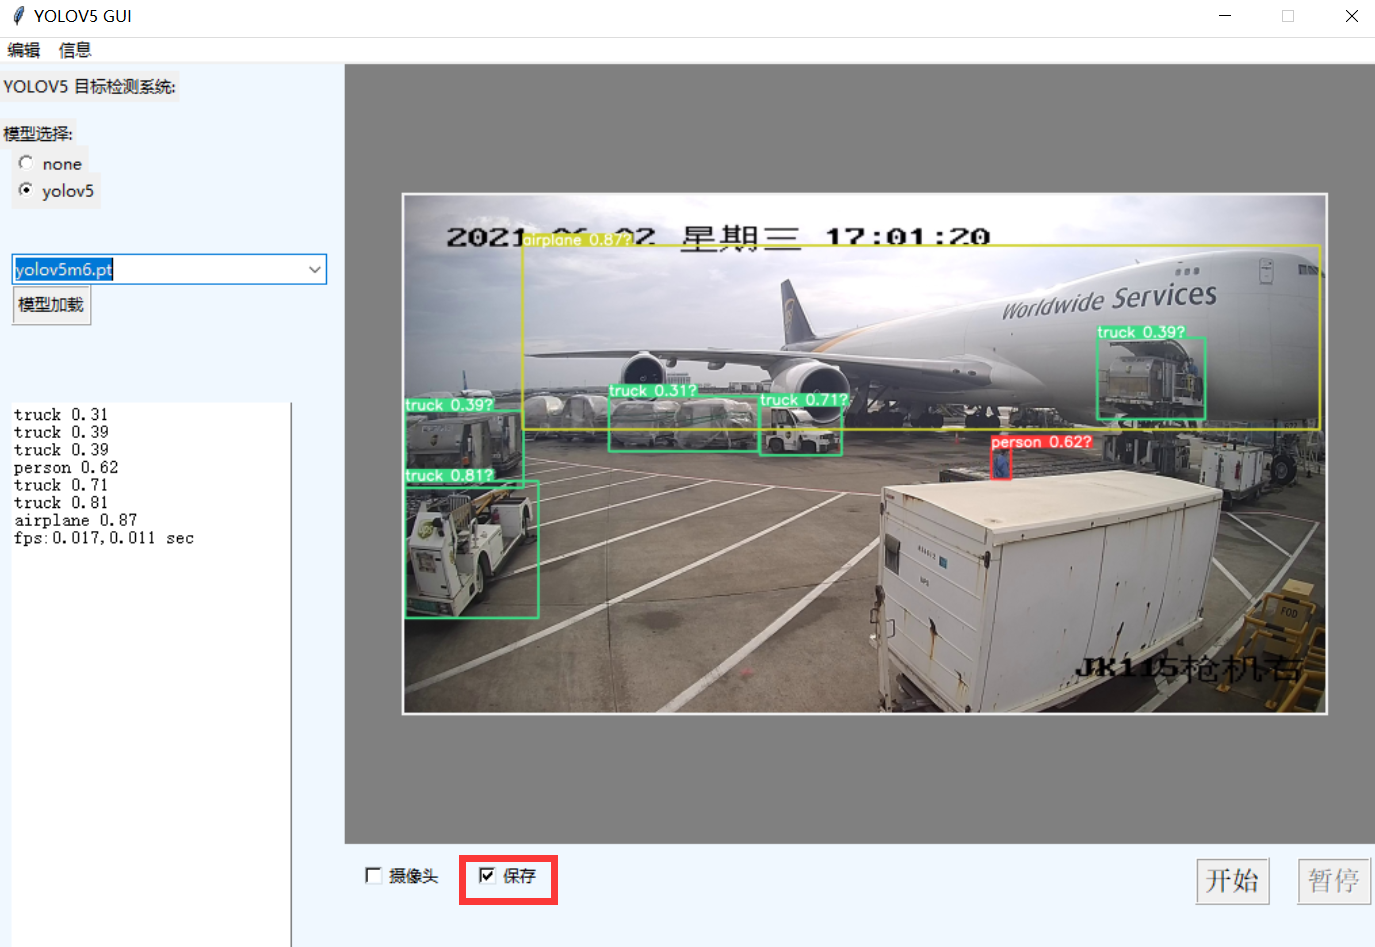 YOLOV5 GUI
编辑 信息
YOLOV5 目标检测系统:
模型选择:
none
yolov5
yolov5m6.pt
模型加载
truck 0.31
truck 0.39
truck 0.39
person 0.62
truck 0.71
truck 0.81
airplane 0.87
fps:0.017,0.011 sec
2021 06 02 星期三 17:01:20
airplane 0.87?
Worldwide Services
truck 0.39?
truck 0.31?
truck 0.71?
truck 0.39?
person 0.62?
truck 0.81?
FOD
JK115枪机右
摄像头
保存
开始
暂停